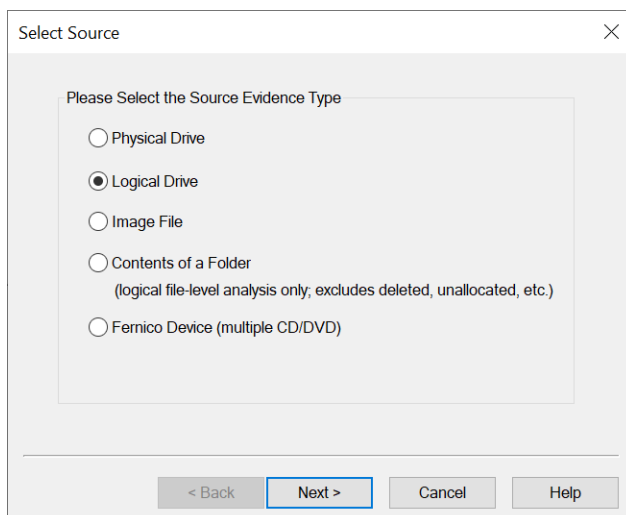 Select Source
Please Select the Source Evidence Type
Physical Drive
Logical Drive
Image File
Contents of a Folder
(logical file-level analysis only; excludes deleted, unallocated, etc.)
Fernico Device (multiple CD/DVD)
< Back Next > Cancel Help